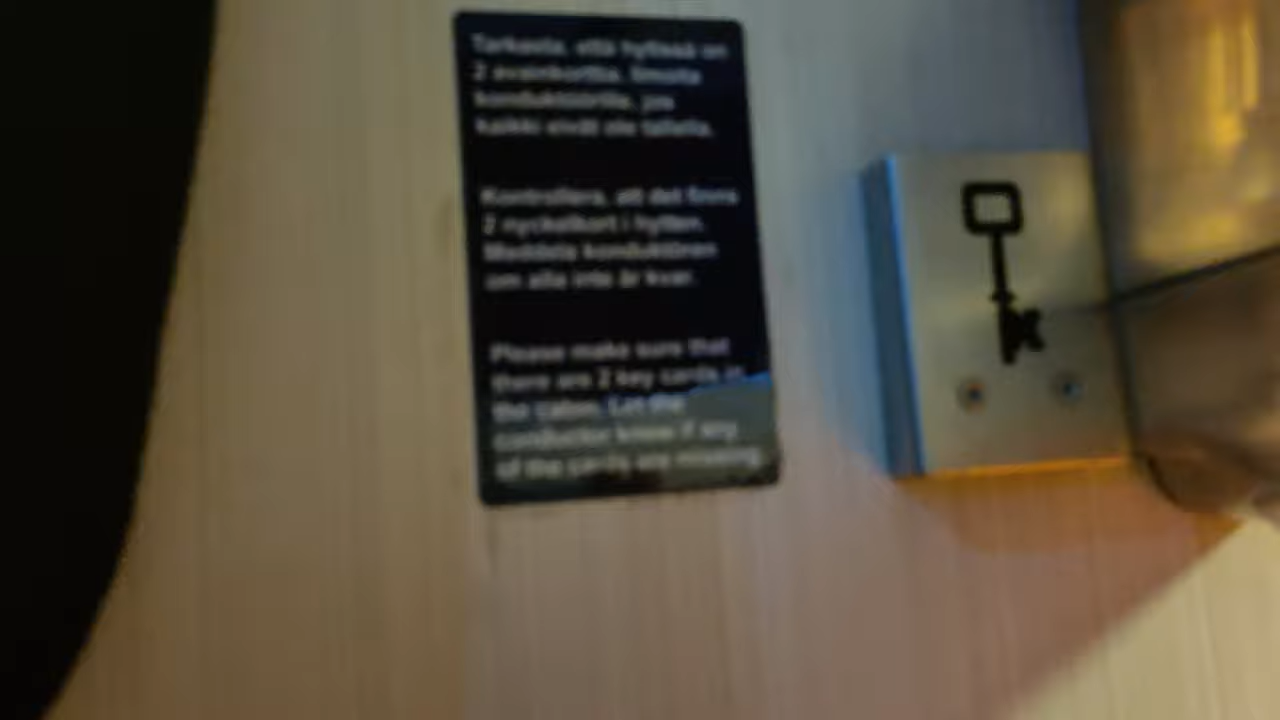 Tarkasta, että hytissä on
2 avainkorttia. Ilmoita
konduktöörille, jos
kaikki eivät ole tallella.
Kontrollera, att det finns
2 nyckelkort i hytten.
Meddela konduktören
om alla inte är kvar.
Please make sure that
there are 2 key cards in
the cabin. Let the
conductor know if any
of the cards are missing.